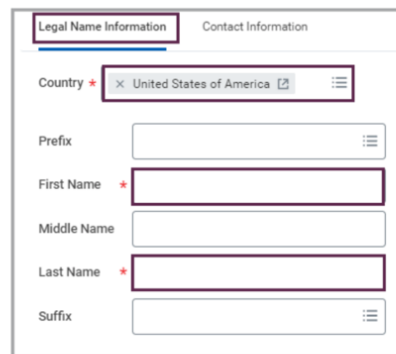 Legal Name Information Contact Information
Country * × United States of America
Prefix
First Name *
Middle Name
Last Name *
Suffix